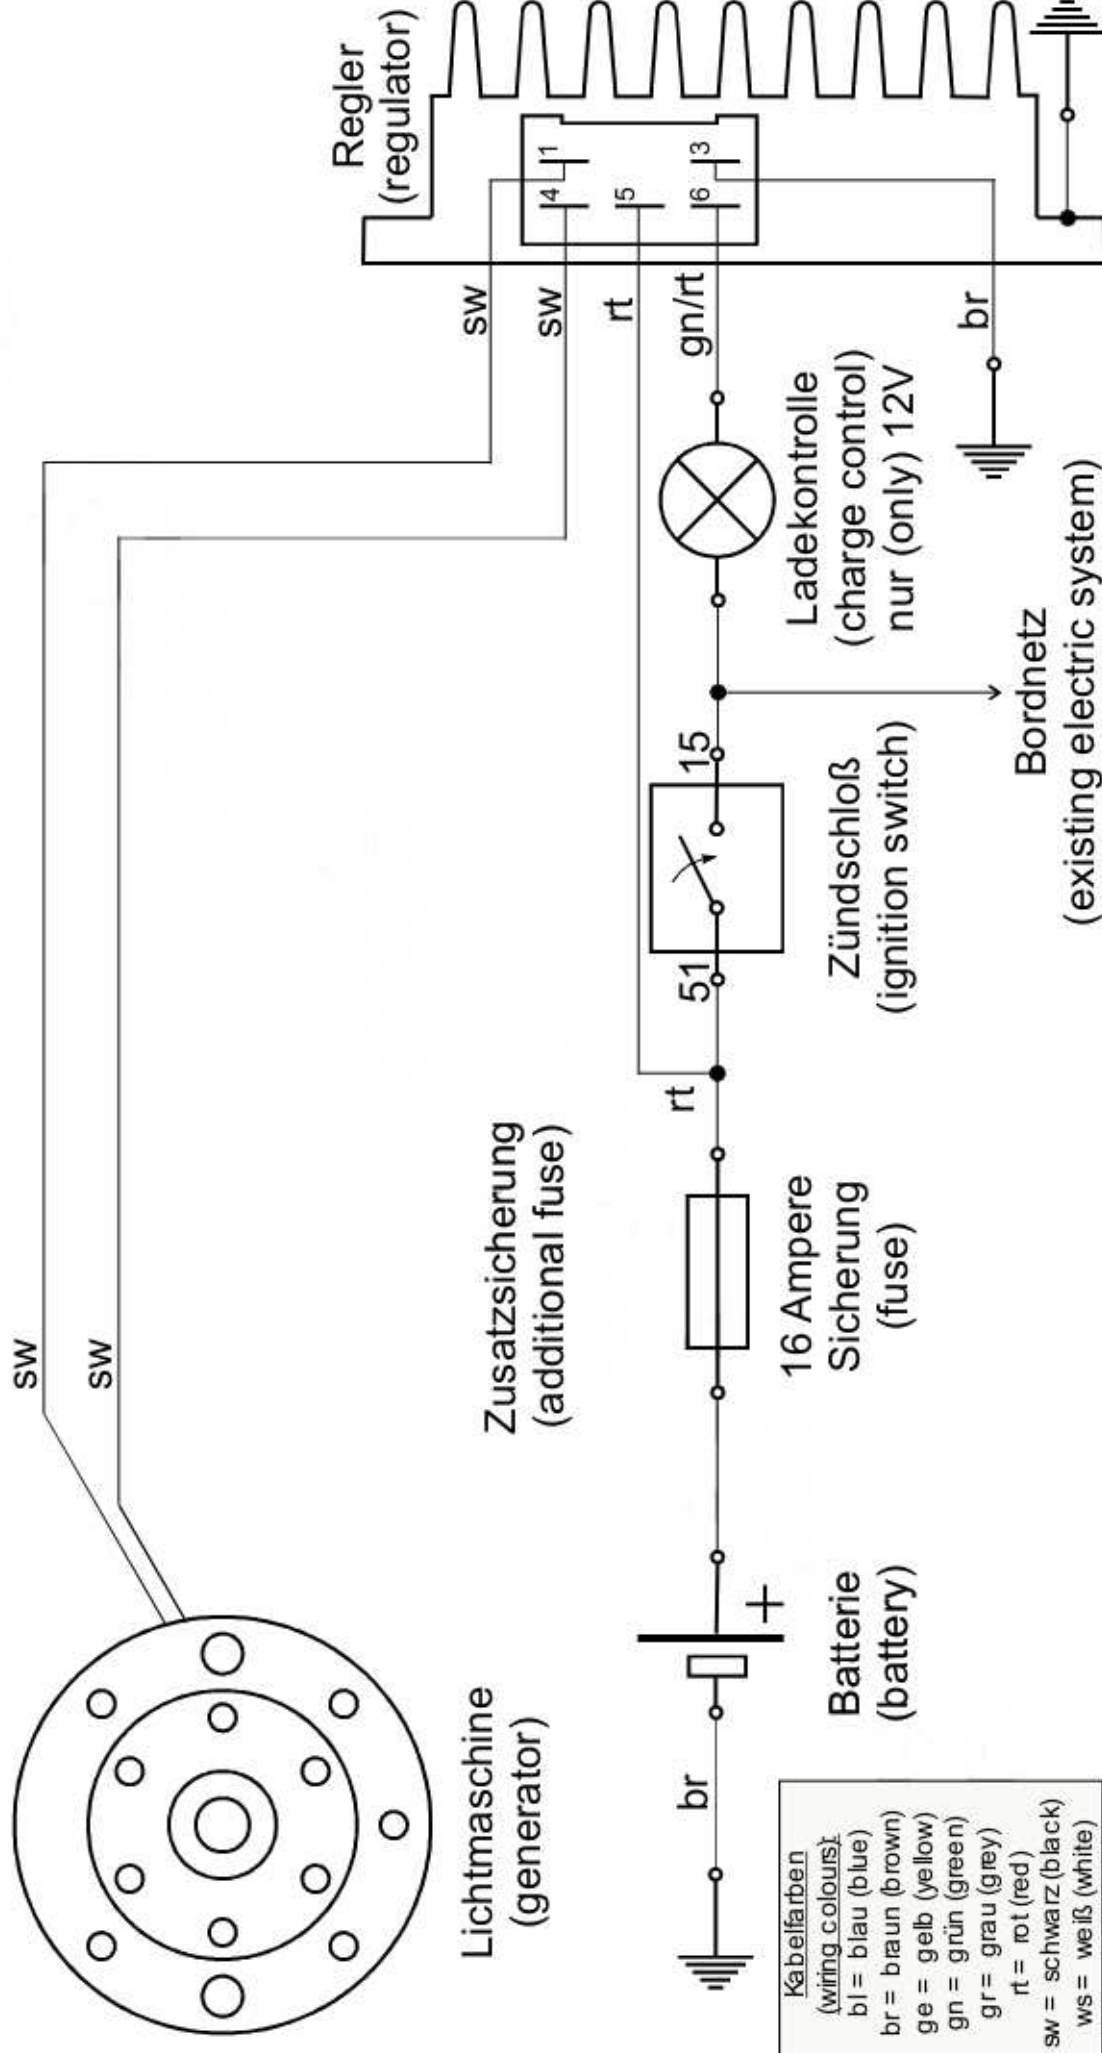 Regler
(regulator)
1
4
5
3
6
sw
sw
rt
gn/rt
br
Ladekontrolle
(charge control)
nur (only) 12V
Bordnetz
(existing electric system)
15
51
Zündschloß
(ignition switch)
rt
Zusatzsicherung
(additional fuse)
16 Ampere
Sicherung
(fuse)
sw
sw
Lichtmaschine
(generator)
+
Batterie
(battery)
br
Kabelfarben
(wiring colours):
bl = blau (blue)
br = braun (brown)
ge = gelb (yellow)
gn = grün (green)
gr = grau (grey)
rt = rot (red)
sw = schwarz (black)
ws = weiß (white)